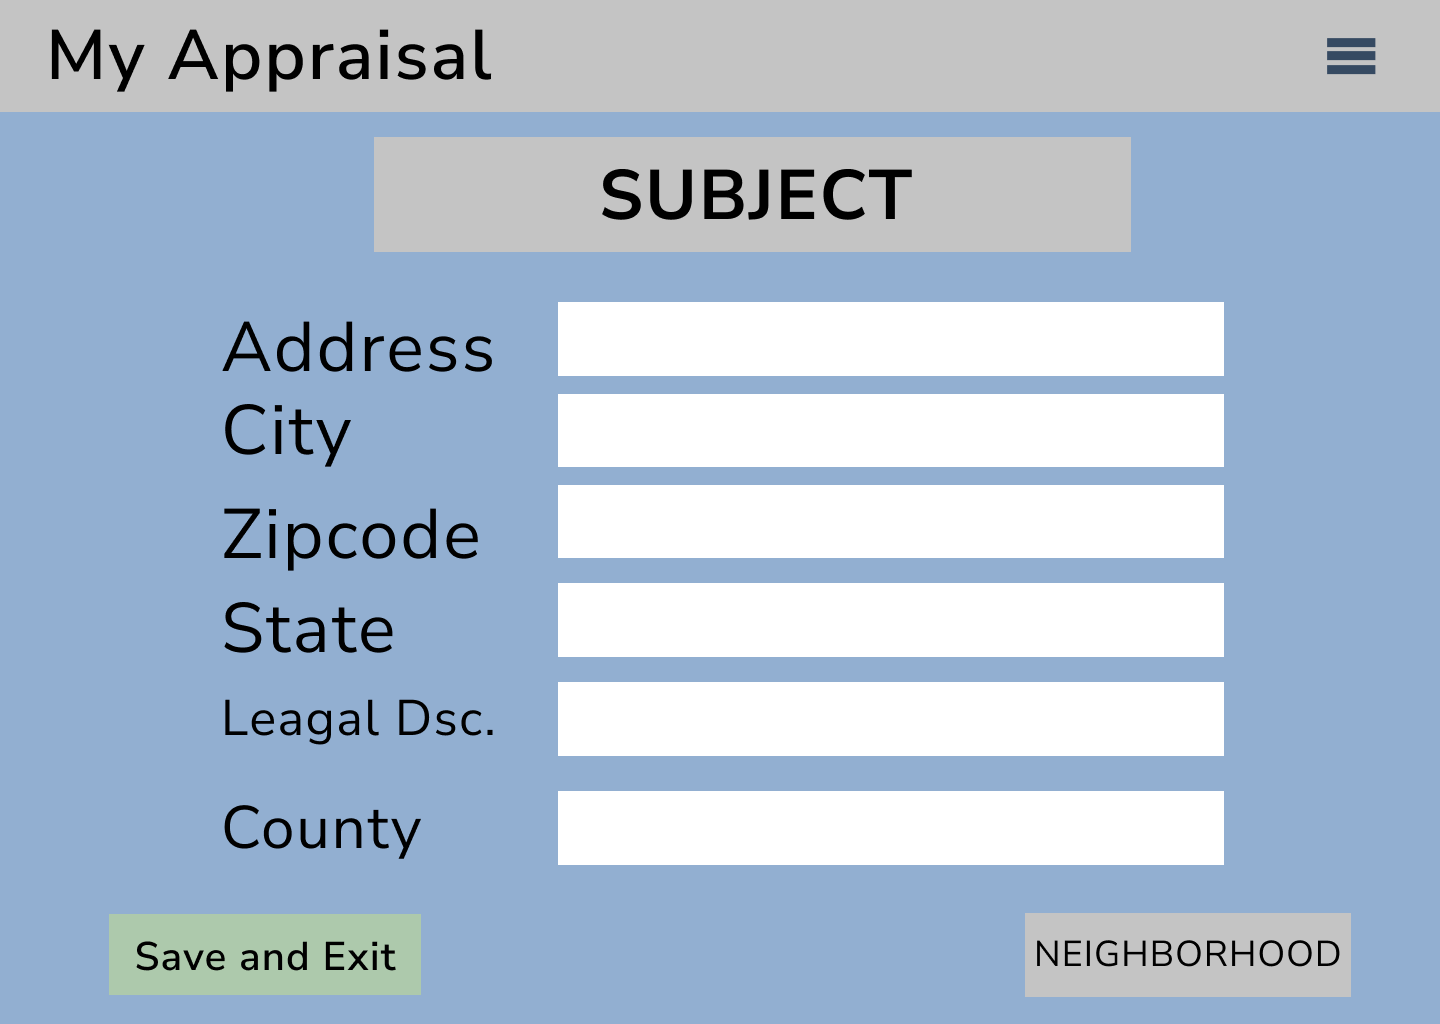 My Appraisal
SUBJECT
Address
City
Zipcode
State
Leagal Dsc.
County
Save and Exit
NEIGHBORHOOD